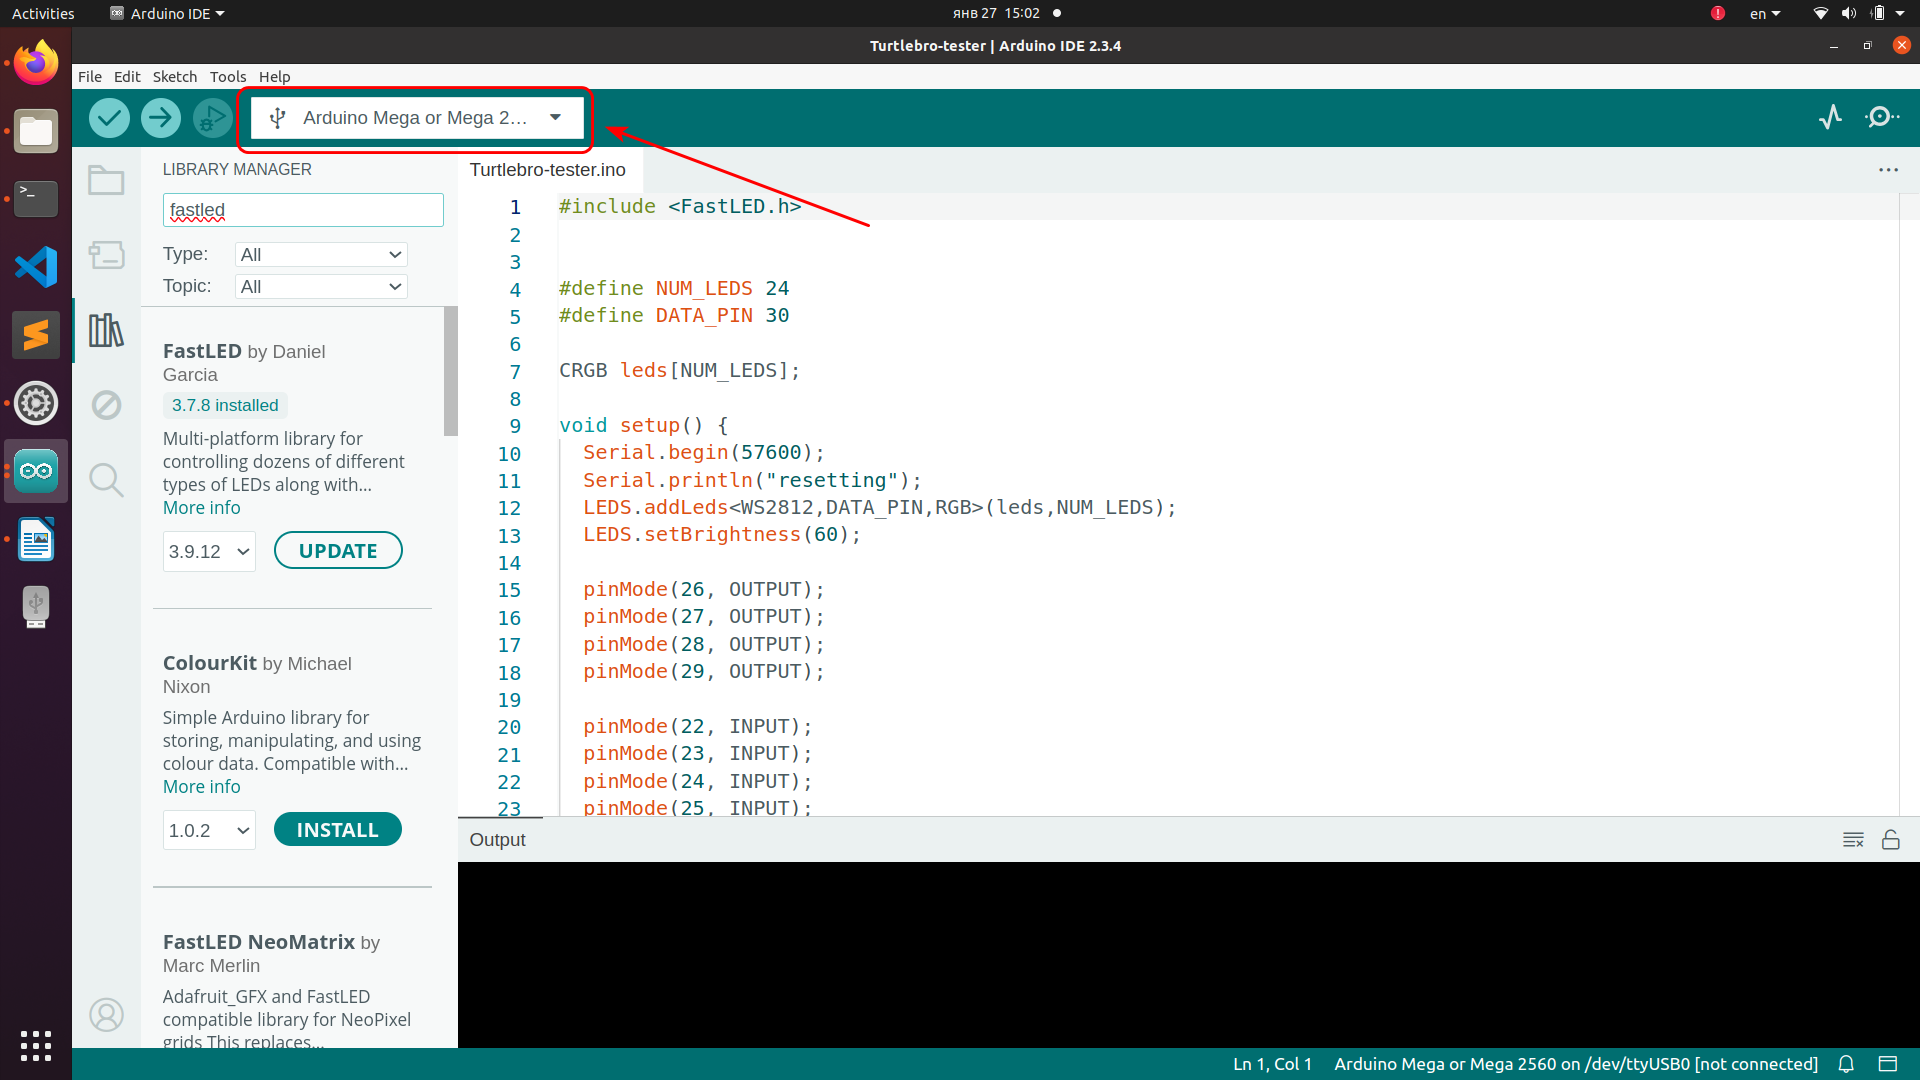 Activities
Arduino IDE
янв 27 15:02
en
Turtlebro-tester | Arduino IDE 2.3.4
File Edit Sketch Tools Help
Arduino Mega or Mega 2...
LIBRARY MANAGER
fastled
Type: All
Topic: All
FastLED by Daniel
Garcia
3.7.8 installed
Multi-platform library for
controlling dozens of different
types of LEDs along with...
More info
3.9.12 UPDATE
ColourKit by Michael
Nixon
Simple Arduino library for
storing, manipulating, and using
colour data. Compatible with...
More info
1.0.2 INSTALL
FastLED NeoMatrix by
Marc Merlin
Adafruit_GFX and FastLED
compatible library for NeoPixel
grids This replaces...
Turtlebro-tester.ino
1 #include <FastLED.h>
2
3
4 #define NUM_LEDS 24
5 #define DATA_PIN 30
6
7 CRGB leds[NUM_LEDS];
8
9 void setup() {
10 Serial.begin(57600);
11 Serial.println("resetting");
12 LEDS.addLeds<WS2812,DATA_PIN,RGB>(leds,NUM_LEDS);
13 LEDS.setBrightness(60);
14
15 pinMode(26, OUTPUT);
16 pinMode(27, OUTPUT);
17 pinMode(28, OUTPUT);
18 pinMode(29, OUTPUT);
19
20 pinMode(22, INPUT);
21 pinMode(23, INPUT);
22 pinMode(24, INPUT);
23 pinMode(25, INPUT);
Output
Ln 1, Col 1 Arduino Mega or Mega 2560 on /dev/ttyUSB0 [not connected]